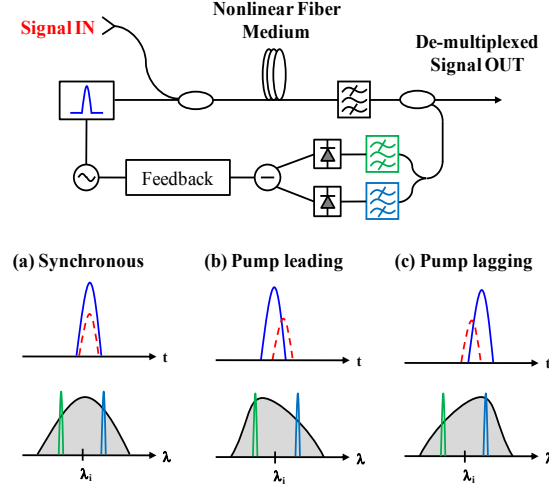 Signal IN
Nonlinear Fiber
Medium
De-multiplexed
Signal OUT
Feedback
(a) Synchronous
(b) Pump leading
(c) Pump lagging
t
t
t
λ
λ
λ
λi
λi
λi